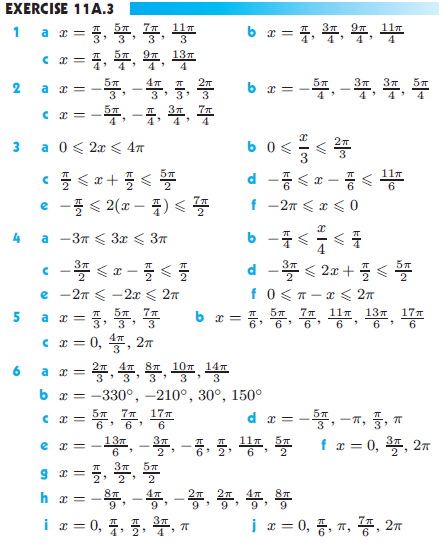 EXERCISE 11A.3
1 a x = π/3, 5π/3, 7π/3, 11π/3 b x = π/4, 3π/4, 9π/4, 11π/4
c x = π/4, 5π/4, 9π/4, 13π/4
2 a x = −5π/3, −4π/3, π/3, 2π/3 b x = −5π/4, −3π/4, 3π/4, 5π/4
c x = −5π/4, −π/4, 3π/4, 7π/4
3 a 0 ⩽ 2x ⩽ 4π b 0 ⩽ x/3 ⩽ 2π/3
c π/2 ⩽ x + π/2 ⩽ 5π/2 d −π/6 ⩽ x − π/6 ⩽ 11π/6
e −π/2 ⩽ 2(x − π/4) ⩽ 7π/2 f −2π ⩽ x ⩽ 0
4 a −3π ⩽ 3x ⩽ 3π b −π/4 ⩽ x/4 ⩽ π/4
c −3π/2 ⩽ x − π/2 ⩽ π/2 d −3π/2 ⩽ 2x + π/2 ⩽ 5π/2
e −2π ⩽ −2x ⩽ 2π f 0 ⩽ π − x ⩽ 2π
5 a x = π/3, 5π/3, 7π/3 b x = π/6, 5π/6, 7π/6, 11π/6, 13π/6, 17π/6
c x = 0, 4π/3, 2π
6 a x = 2π/3, 4π/3, 8π/3, 10π/3, 14π/3
b x = −330°, −210°, 30°, 150°
c x = 5π/6, 7π/6, 17π/6 d x = −5π/3, −π, π/3, π
e x = −13π/6, −3π/2, −π/6, π/2, 11π/6, 5π/2 f x = 0, 3π/2, 2π
g x = π/2, 3π/2, 5π/2
h x = −8π/9, −4π/9, −2π/9, 2π/9, 4π/9, 8π/9
i x = 0, π/4, π/2, 3π/4, π j x = 0, π/6, π, 7π/6, 2π